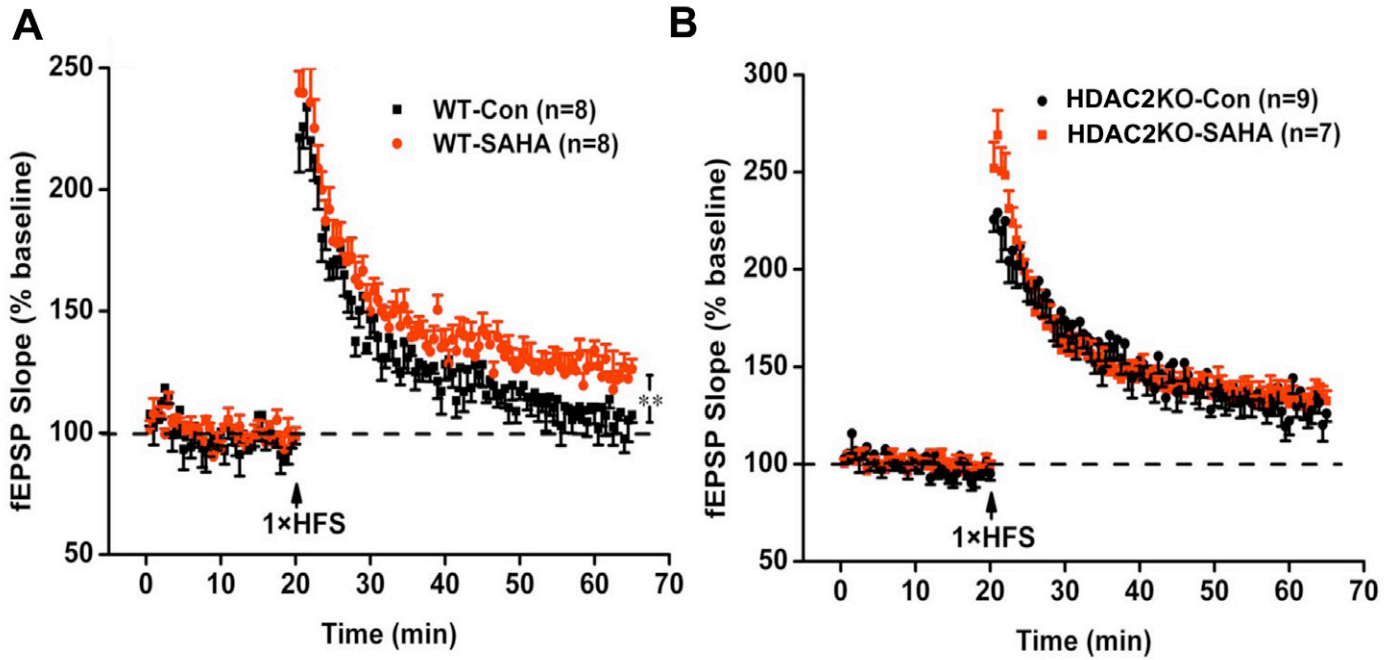 A
fEPSP Slope (% baseline)
250
200
150
100
50
WT-Con (n=8)
WT-SAHA (n=8)
**
1×HFS
0 10 20 30 40 50 60 70
Time (min)
B
fEPSP Slope (% baseline)
300
250
200
150
100
50
HDAC2KO-Con (n=9)
HDAC2KO-SAHA (n=7)
1×HFS
0 10 20 30 40 50 60 70
Time (min)